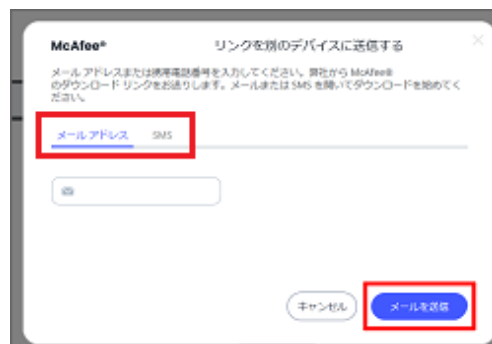 McAfee® リンクを別のデバイスに送信する
メール アドレスまたは携帯電話番号を入力してください。弊社から McAfee®
のダウンロード リンクをお送りします。メールまたは SMS を開いてダウンロードを始めてく
ださい。
メール アドレス SMS
キャンセル メールを送信